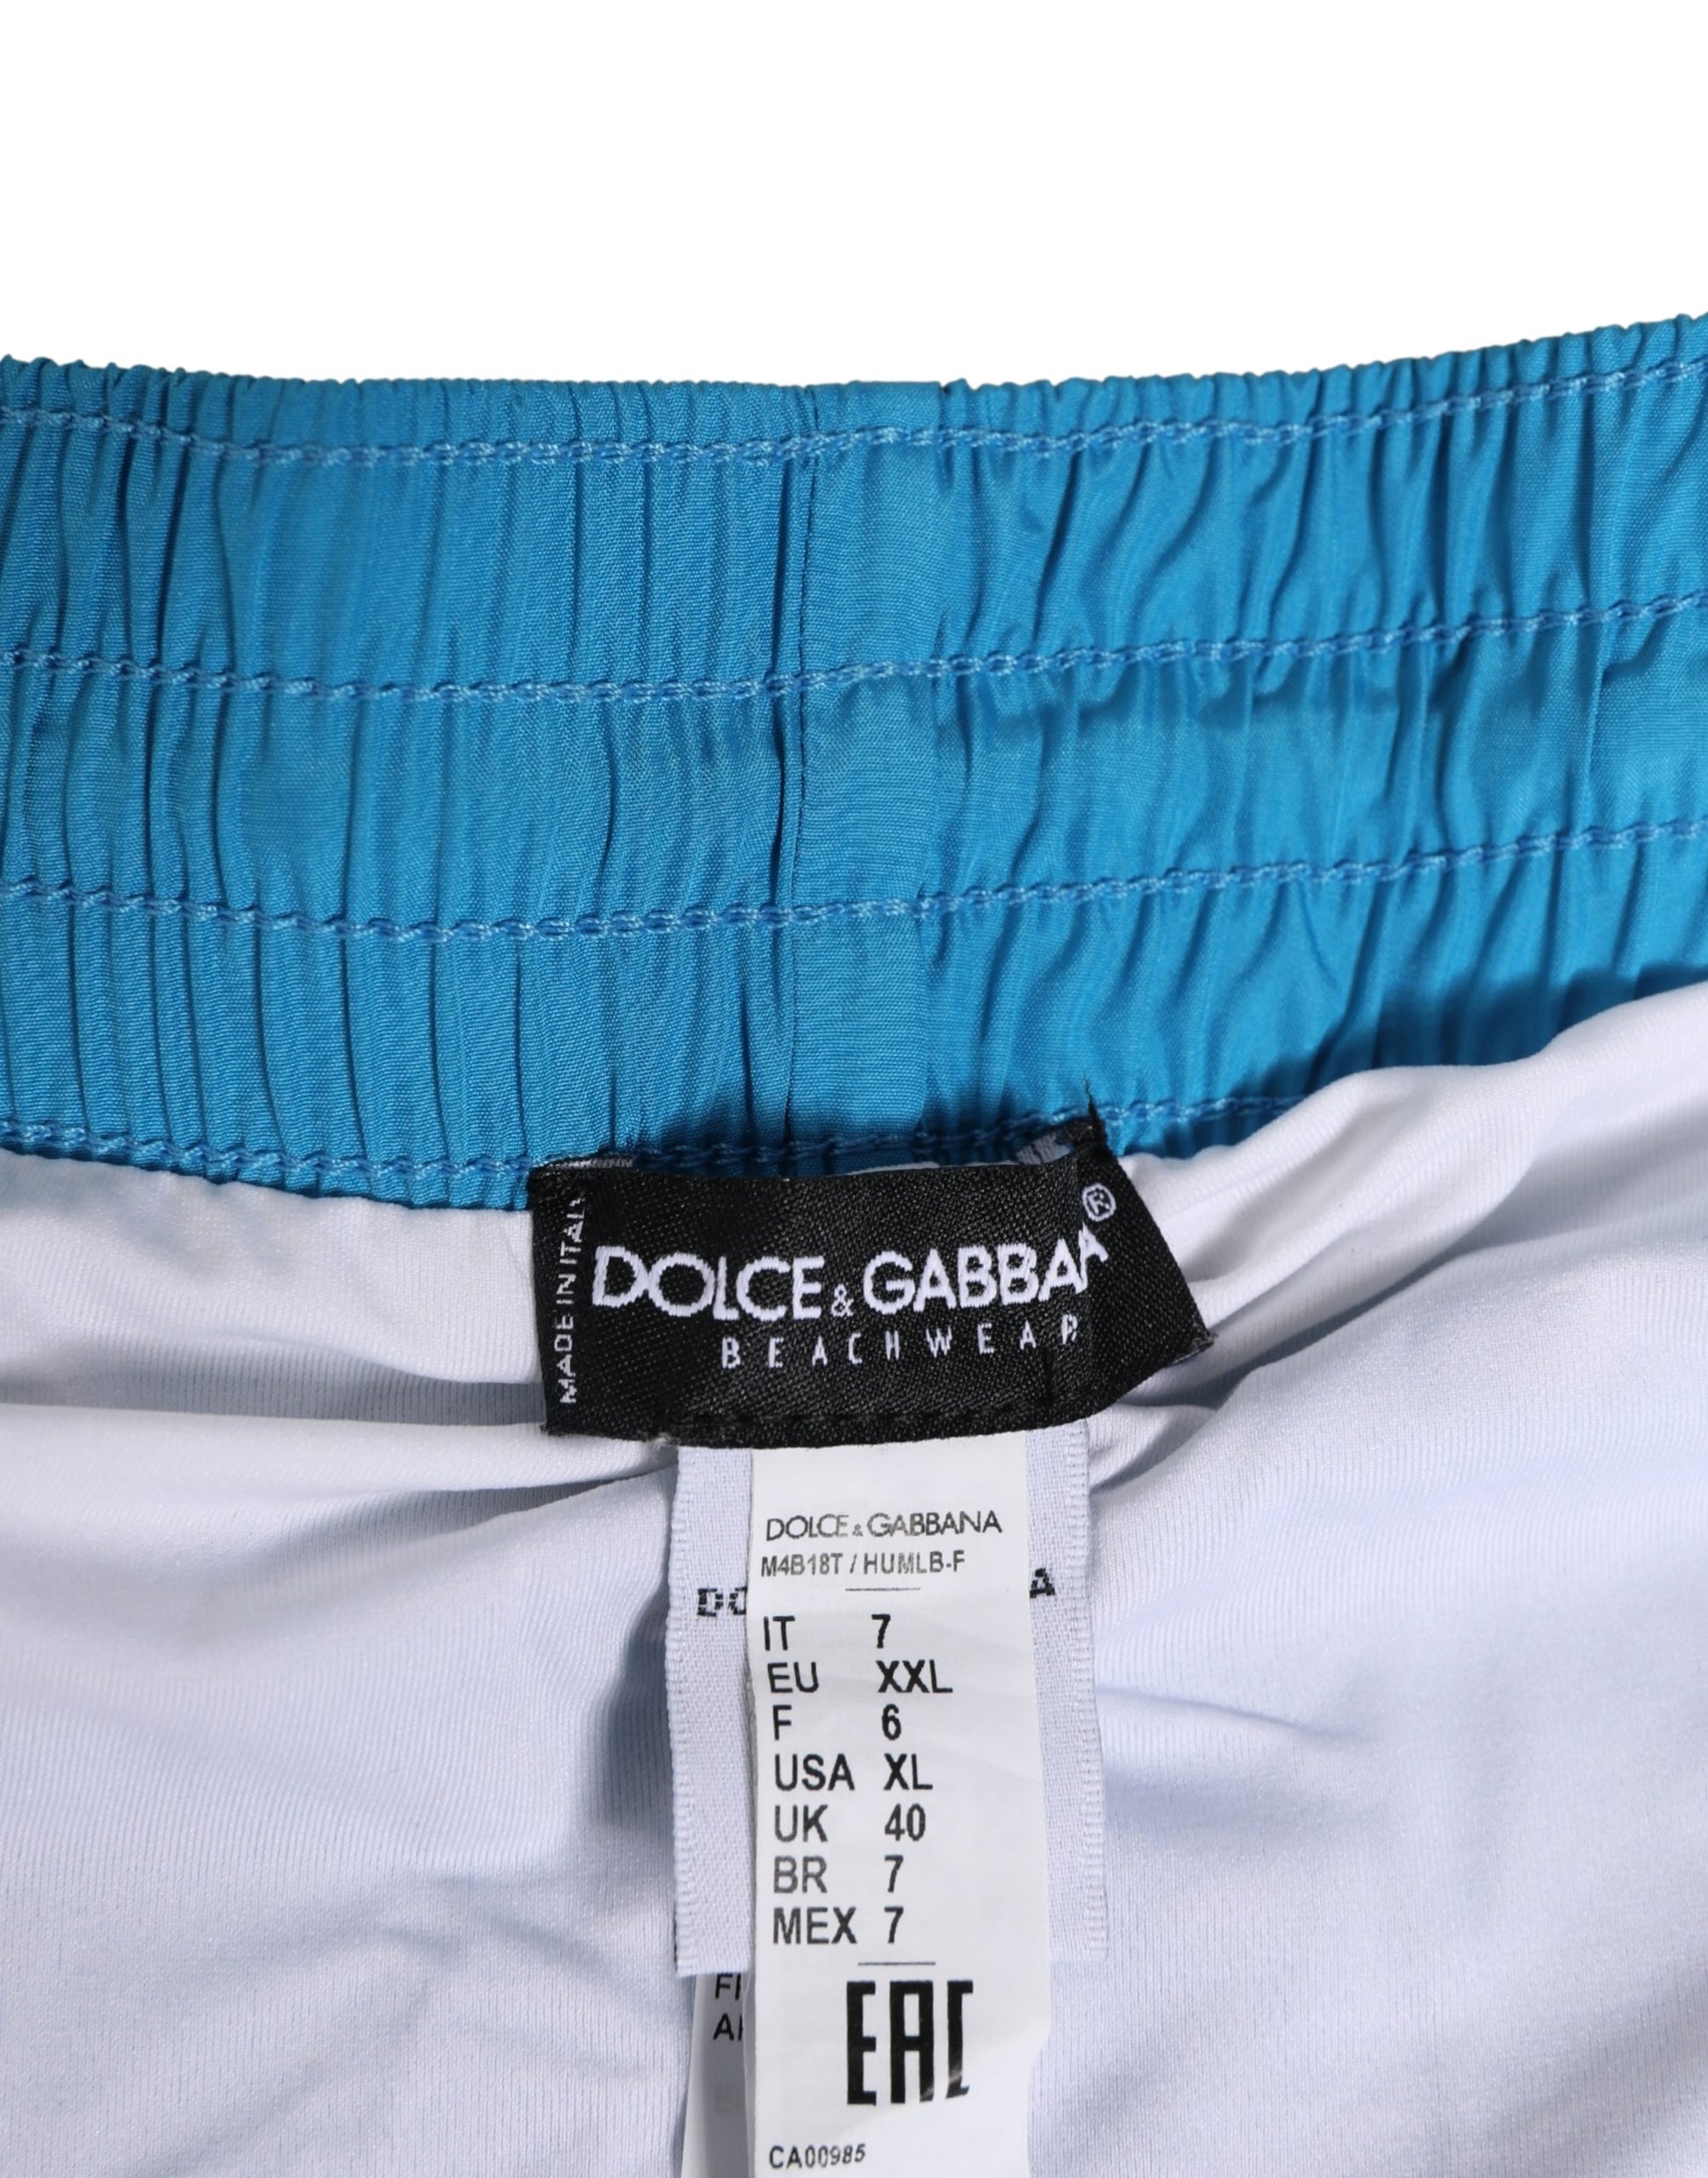 MADE IN ITALY
DOLCE & GABBANA®
BEACHWEAR
DOLCE & GABBANA
M4B18T / HUMLB-F
IT 7
EU XXL
F 6
USA XL
UK 40
BR 7
MEX 7
EAC
CA00985